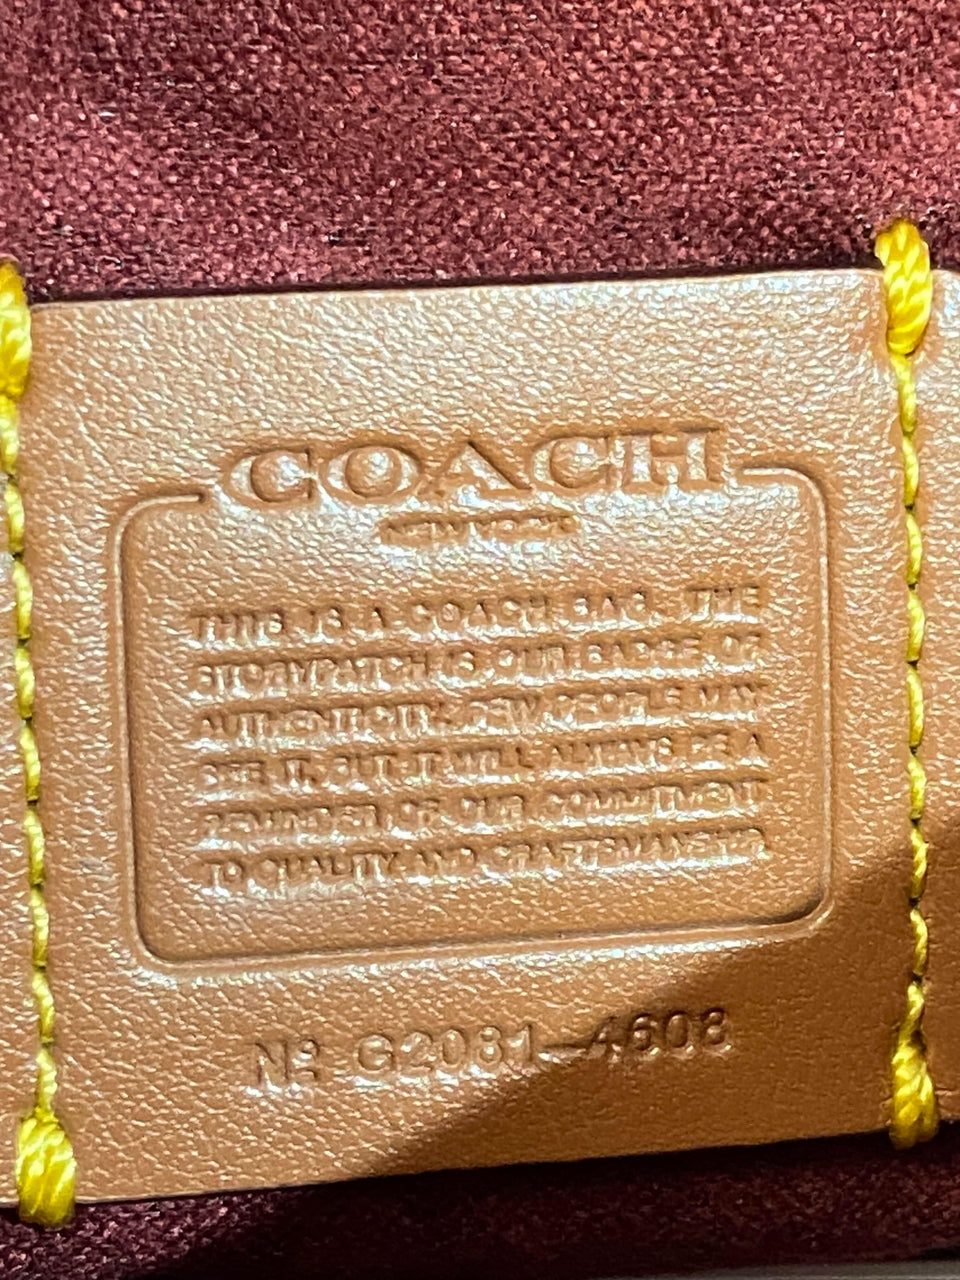 COACH
NEW YORK
THIS IS A COACH BAG. THE
STORYPATCH IS OUR BADGE OF
AUTHENTICITY. FEW PEOPLE MAY
SEE IT, BUT IT WILL ALWAYS BE A
REMINDER OF OUR COMMITMENT
TO QUALITY AND CRAFTSMANSHIP.
Nº G2081-4608